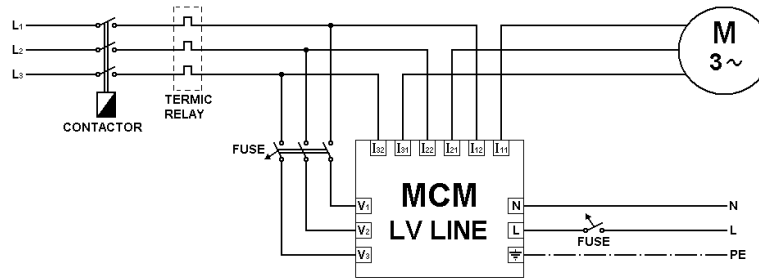 L1
L2
L3
CONTACTOR
TERMIC
RELAY
M
3~
FUSE
I32 I31 I22 I21 I12 I11
MCM
LV LINE
V1
V2
V3
N
L
N
L
FUSE
PE